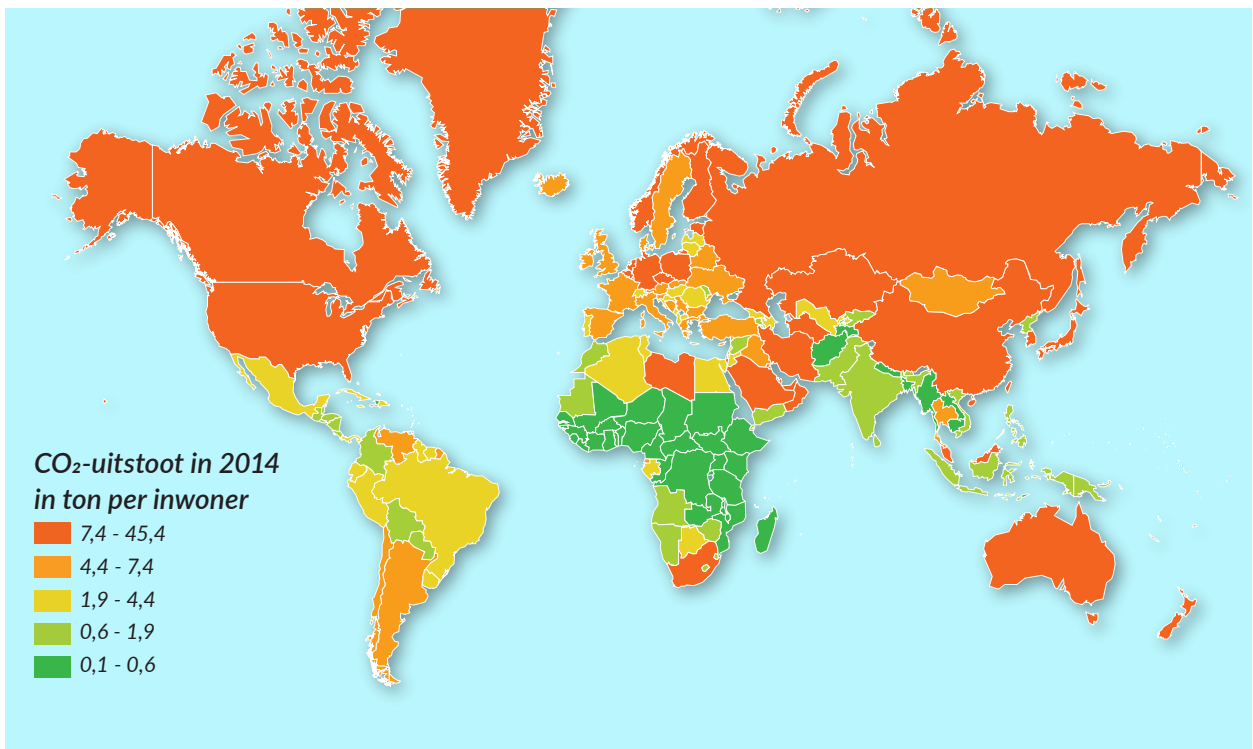 CO₂-uitstoot in 2014
in ton per inwoner
7,4 - 45,4
4,4 - 7,4
1,9 - 4,4
0,6 - 1,9
0,1 - 0,6